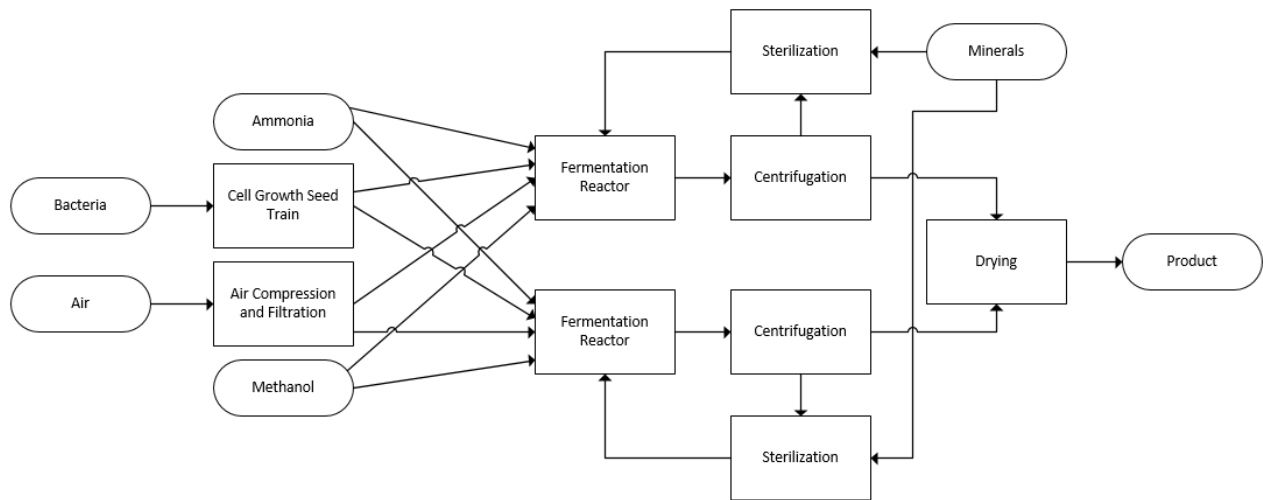 Sterilization
Minerals
Ammonia
Fermentation
Reactor
Centrifugation
Cell Growth Seed
Train
Bacteria
Drying
Product
Air
Air Compression
and Filtration
Fermentation
Reactor
Centrifugation
Methanol
Sterilization